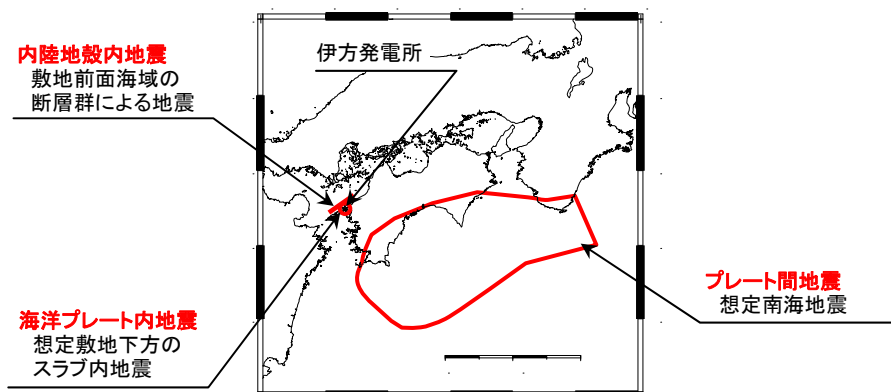 内陸地殻内地震
敷地前面海域の
断層群による地震
伊方発電所
プレート間地震
想定南海地震
海洋プレート内地震
想定敷地下方の
スラブ内地震